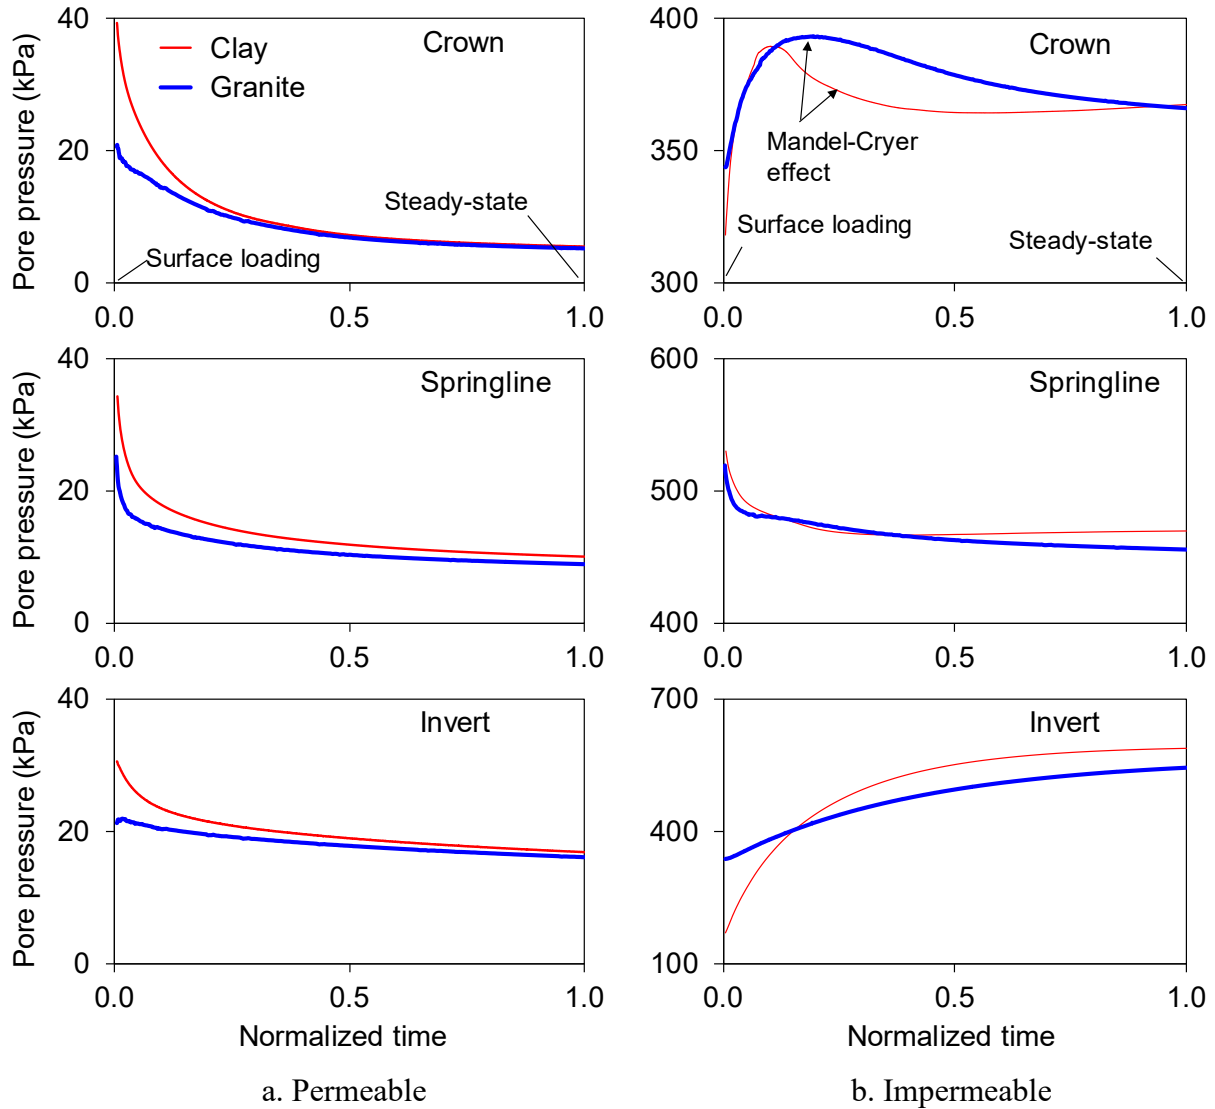 Pore pressure (kPa)
40
20
0
Clay
Granite
Crown
Steady-state
Surface loading
0.0
0.5
1.0
400
350
300
Crown
Mandel-Cryer
effect
Surface loading
Steady-state
0.0
0.5
1.0
Pore pressure (kPa)
40
20
0
Springline
0.0
0.5
1.0
600
500
400
Springline
0.0
0.5
1.0
Pore pressure (kPa)
40
20
0
Invert
0.0
0.5
1.0
Normalized time
700
400
100
Invert
0.0
0.5
1.0
Normalized time
a. Permeable
b. Impermeable